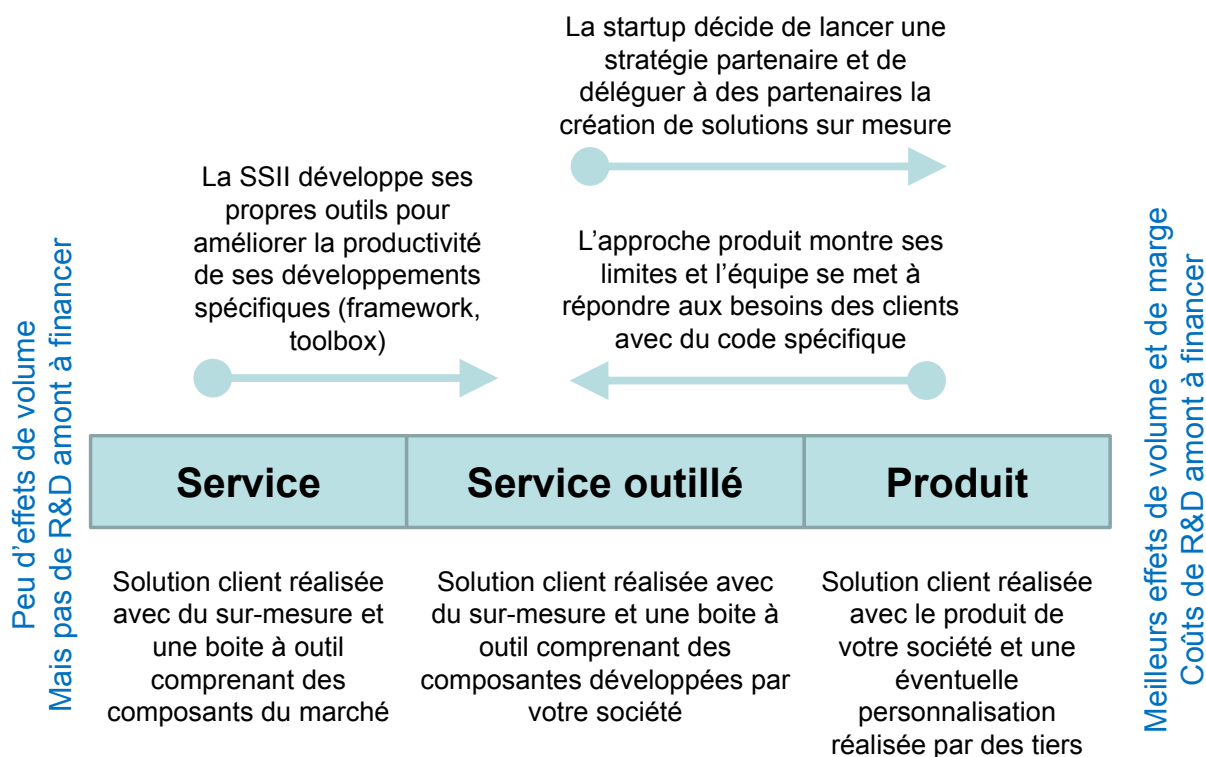 La startup décide de lancer une
stratégie partenaire et de
déléguer à des partenaires la
création de solutions sur mesure
La SSII développe ses
propres outils pour
améliorer la productivité
de ses développements
spécifiques (framework,
toolbox)
L’approche produit montre ses
limites et l’équipe se met à
répondre aux besoins des clients
avec du code spécifique
Peu d’effets de volume
Mais pas de R&D amont à financer
Service
Service outillé
Produit
Meilleurs effets de volume et de marge
Coûts de R&D amont à financer
Solution client réalisée
avec du sur-mesure et
une boite à outil
comprenant des
composants du marché
Solution client réalisée avec
du sur-mesure et une boite à
outil comprenant des
composantes développées par
votre société
Solution client réalisée
avec le produit de
votre société et une
éventuelle
personnalisation
réalisée par des tiers